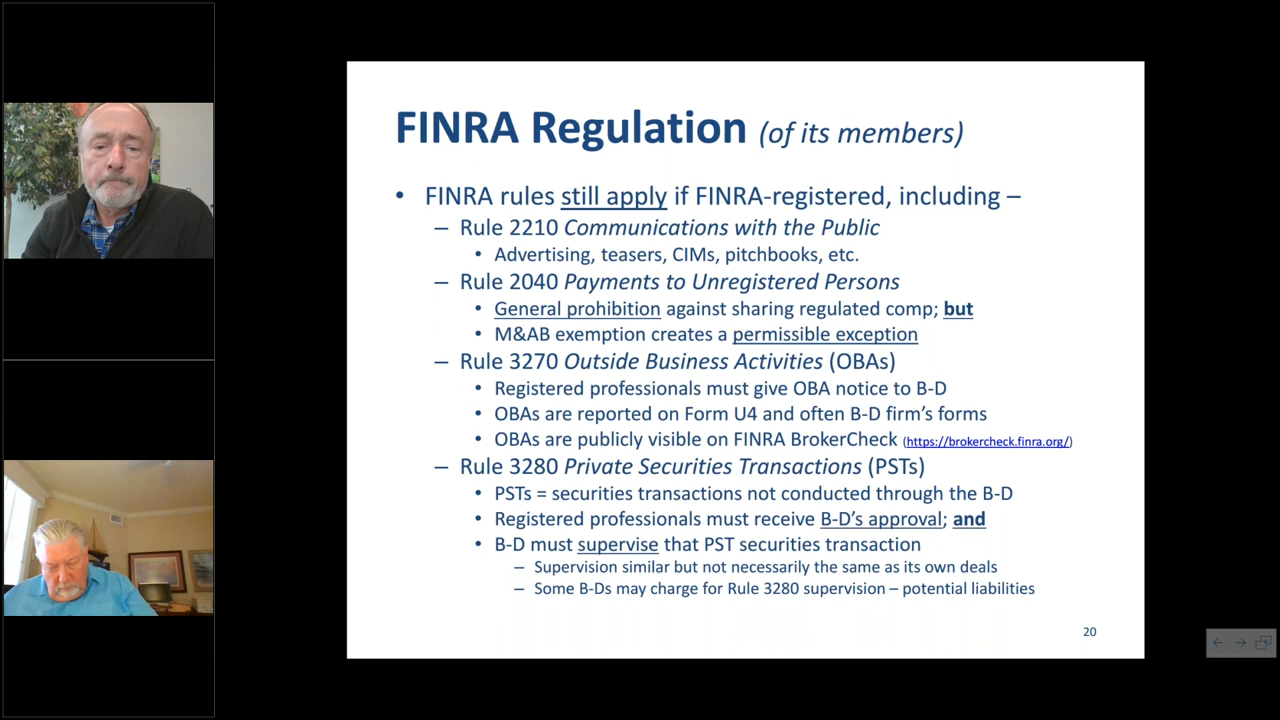 FINRA Regulation (of its members)
• FINRA rules still apply if FINRA-registered, including –
– Rule 2210 Communications with the Public
• Advertising, teasers, CIMs, pitchbooks, etc.
– Rule 2040 Payments to Unregistered Persons
• General prohibition against sharing regulated comp; but
• M&AB exemption creates a permissible exception
– Rule 3270 Outside Business Activities (OBAs)
• Registered professionals must give OBA notice to B-D
• OBAs are reported on Form U4 and often B-D firm's forms
• OBAs are publicly visible on FINRA BrokerCheck (https://brokercheck.finra.org/)
– Rule 3280 Private Securities Transactions (PSTs)
• PSTs = securities transactions not conducted through the B-D
• Registered professionals must receive B-D's approval; and
• B-D must supervise that PST securities transaction
– Supervision similar but not necessarily the same as its own deals
– Some B-Ds may charge for Rule 3280 supervision – potential liabilities
20